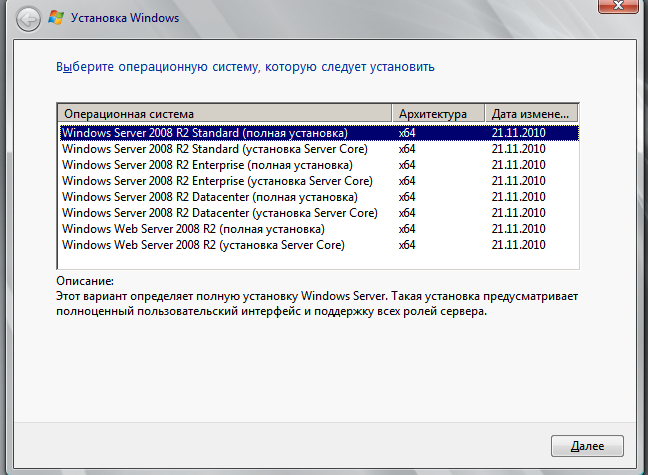 Установка Windows
Выберите операционную систему, которую следует установить
Операционная система Архитектура Дата измене...
Windows Server 2008 R2 Standard (полная установка) x64 21.11.2010
Windows Server 2008 R2 Standard (установка Server Core) x64 21.11.2010
Windows Server 2008 R2 Enterprise (полная установка) x64 21.11.2010
Windows Server 2008 R2 Enterprise (установка Server Core) x64 21.11.2010
Windows Server 2008 R2 Datacenter (полная установка) x64 21.11.2010
Windows Server 2008 R2 Datacenter (установка Server Core) x64 21.11.2010
Windows Web Server 2008 R2 (полная установка) x64 21.11.2010
Windows Web Server 2008 R2 (установка Server Core) x64 21.11.2010
Описание:
Этот вариант определяет полную установку Windows Server. Такая установка предусматривает
полноценный пользовательский интерфейс и поддержку всех ролей сервера.
Далее